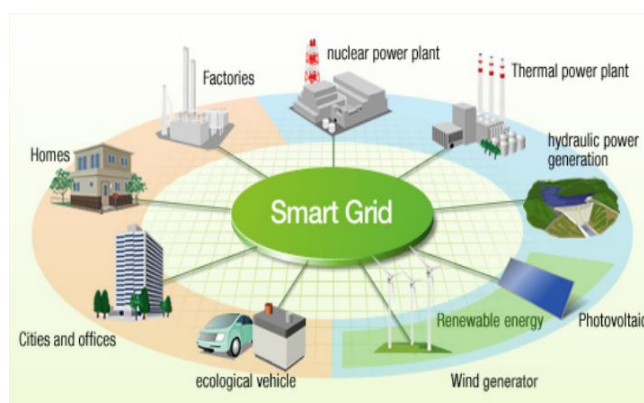 nuclear power plant
Factories
Thermal power plant
Homes
hydraulic power
generation
Smart Grid
Renewable energy
Photovoltaic
Cities and offices
ecological vehicle
Wind generator